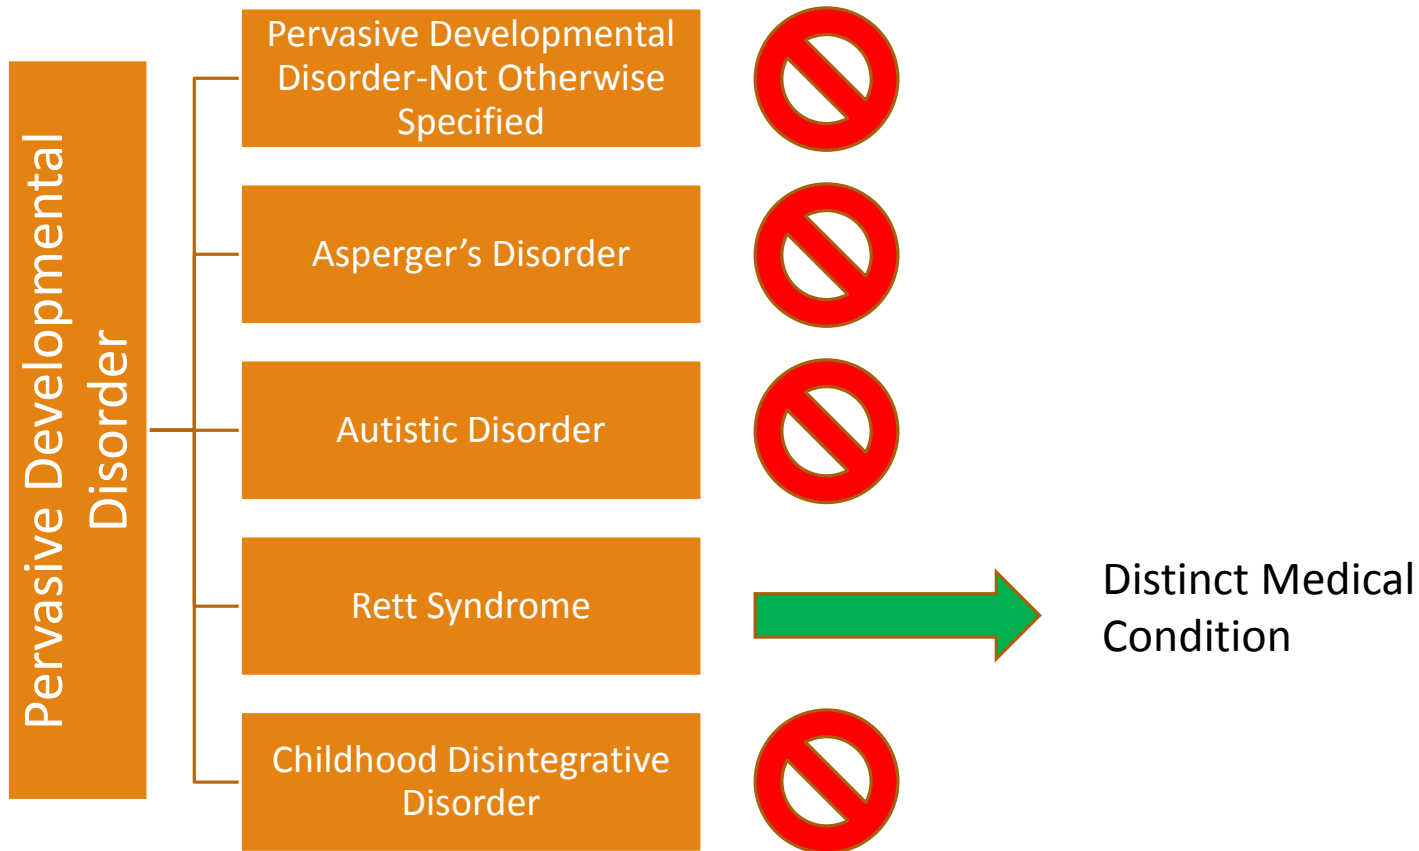 Pervasive Developmental
Disorder
Pervasive Developmental
Disorder-Not Otherwise
Specified
Asperger’s Disorder
Autistic Disorder
Rett Syndrome
Distinct Medical
Condition
Childhood Disintegrative
Disorder